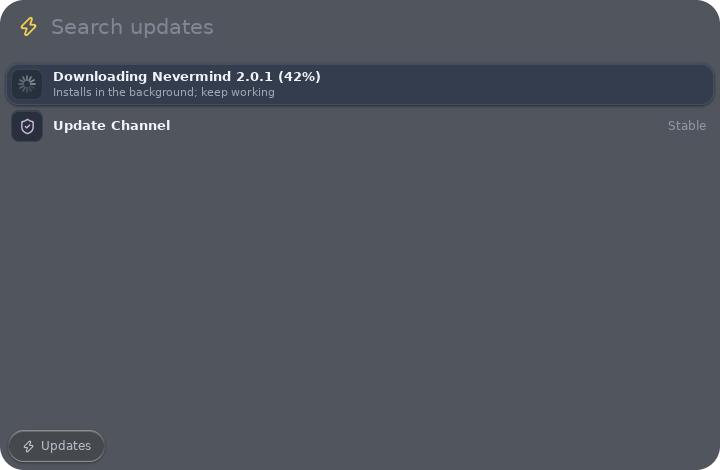 Search updates
Downloading Nevermind 2.0.1 (42%)
Installs in the background; keep working
Update Channel Stable
Updates